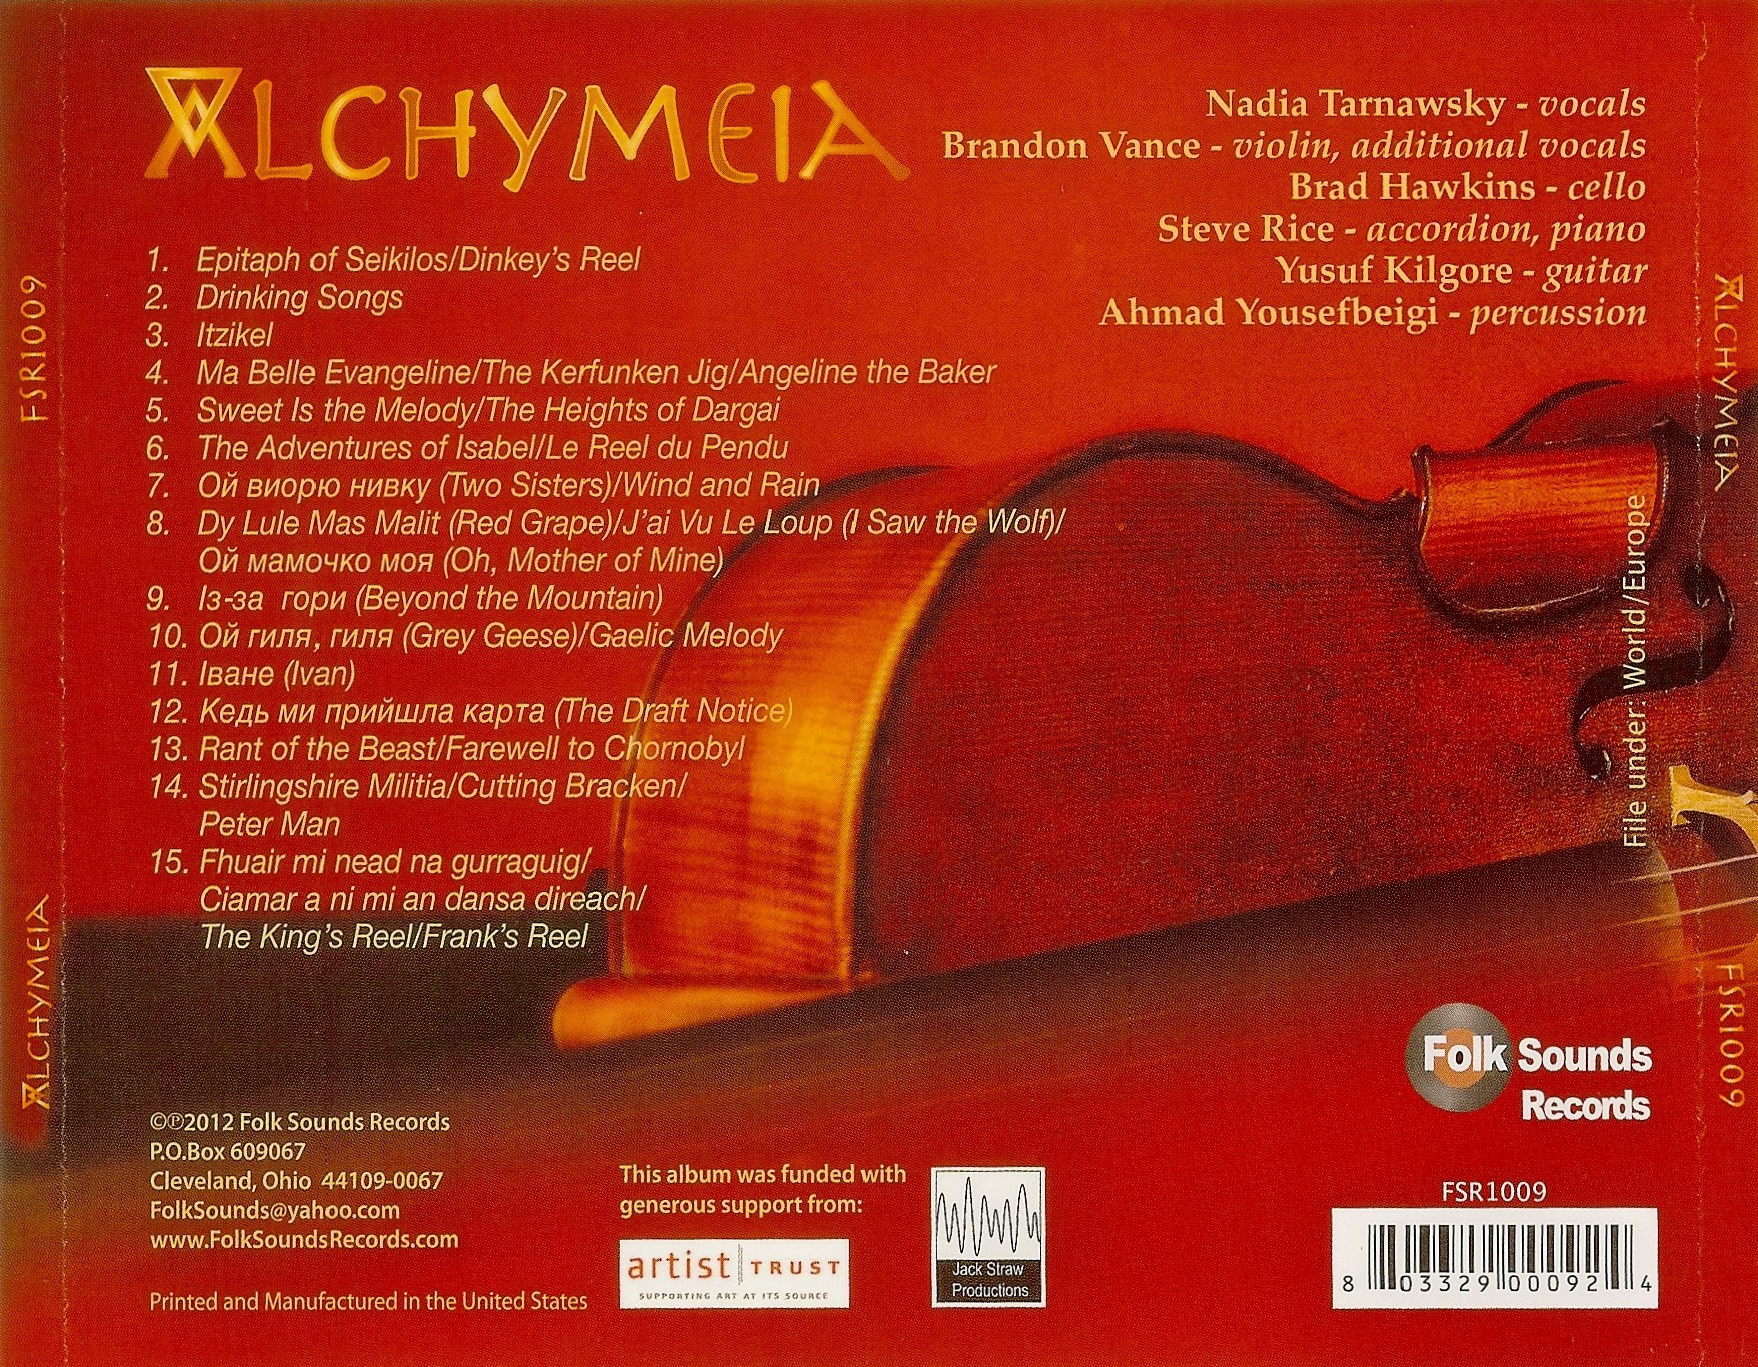 ALCHYMEIA
Nadia Tarnawsky - vocals
Brandon Vance - violin, additional vocals
Brad Hawkins - cello
Steve Rice - accordion, piano
Yusuf Kilgore - guitar
Ahmad Yousefbeigi - percussion
1. Epitaph of Seikilos/Dinkey's Reel
2. Drinking Songs
3. Itzikel
4. Ma Belle Evangeline/The Kerfunken Jig/Angeline the Baker
5. Sweet Is the Melody/The Heights of Dargai
6. The Adventures of Isabel/Le Reel du Pendu
7. Ой виорю нивку (Two Sisters)/Wind and Rain
8. Dy Lule Mas Malit (Red Grape)/J'ai Vu Le Loup (I Saw the Wolf)/
Ой мамочко моя (Oh, Mother of Mine)
9. Із-за гори (Beyond the Mountain)
10. Ой гиля, гиля (Grey Geese)/Gaelic Melody
11. Іване (Ivan)
12. Кедь ми прийшла карта (The Draft Notice)
13. Rant of the Beast/Farewell to Chornobyl
14. Stirlingshire Militia/Cutting Bracken/
Peter Man
15. Fhuair mi nead na gurraguig/
Ciamar a ni mi an dansa direach/
The King's Reel/Frank's Reel
FSR1009
ALCHYMEIA
ALCHYMEIA
FSR1009
File under: World/Europe
Folk Sounds
Records
©℗2012 Folk Sounds Records
P.O.Box 609067
Cleveland, Ohio 44109-0067
FolkSounds@yahoo.com
www.FolkSoundsRecords.com
Printed and Manufactured in the United States
This album was funded with
generous support from:
artist TRUST
SUPPORTING ART AT ITS SOURCE
Jack Straw
Productions
FSR1009
8 03329 00092 4